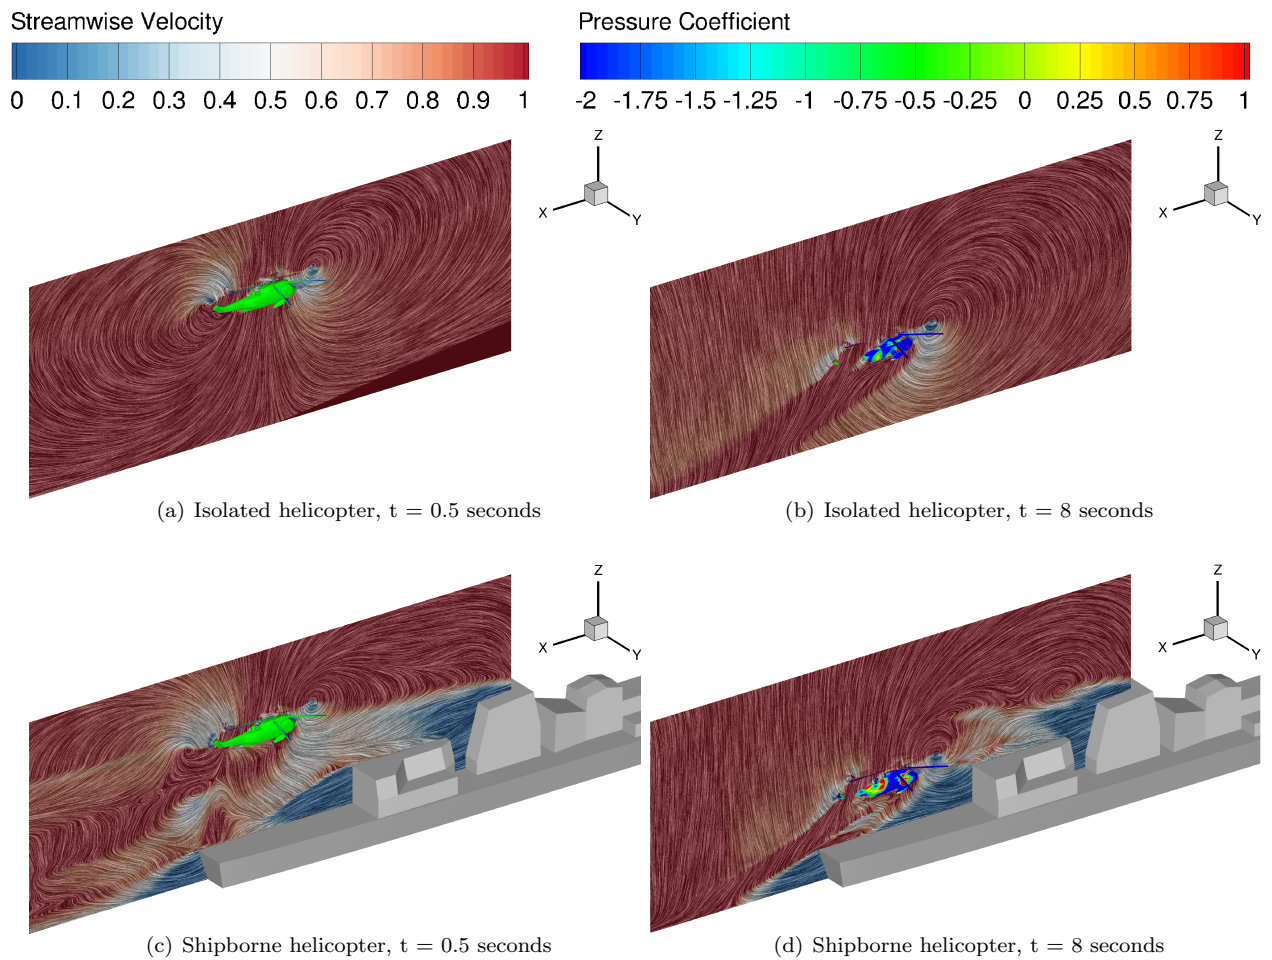 Streamwise Velocity
0 0.1 0.2 0.3 0.4 0.5 0.6 0.7 0.8 0.9 1
Pressure Coefficient
-2 -1.75 -1.5 -1.25 -1 -0.75 -0.5 -0.25 0 0.25 0.5 0.75 1
Z
X
Y
Z
X
Y
(a) Isolated helicopter, t = 0.5 seconds
(b) Isolated helicopter, t = 8 seconds
Z
X
Y
Z
X
Y
(c) Shipborne helicopter, t = 0.5 seconds
(d) Shipborne helicopter, t = 8 seconds